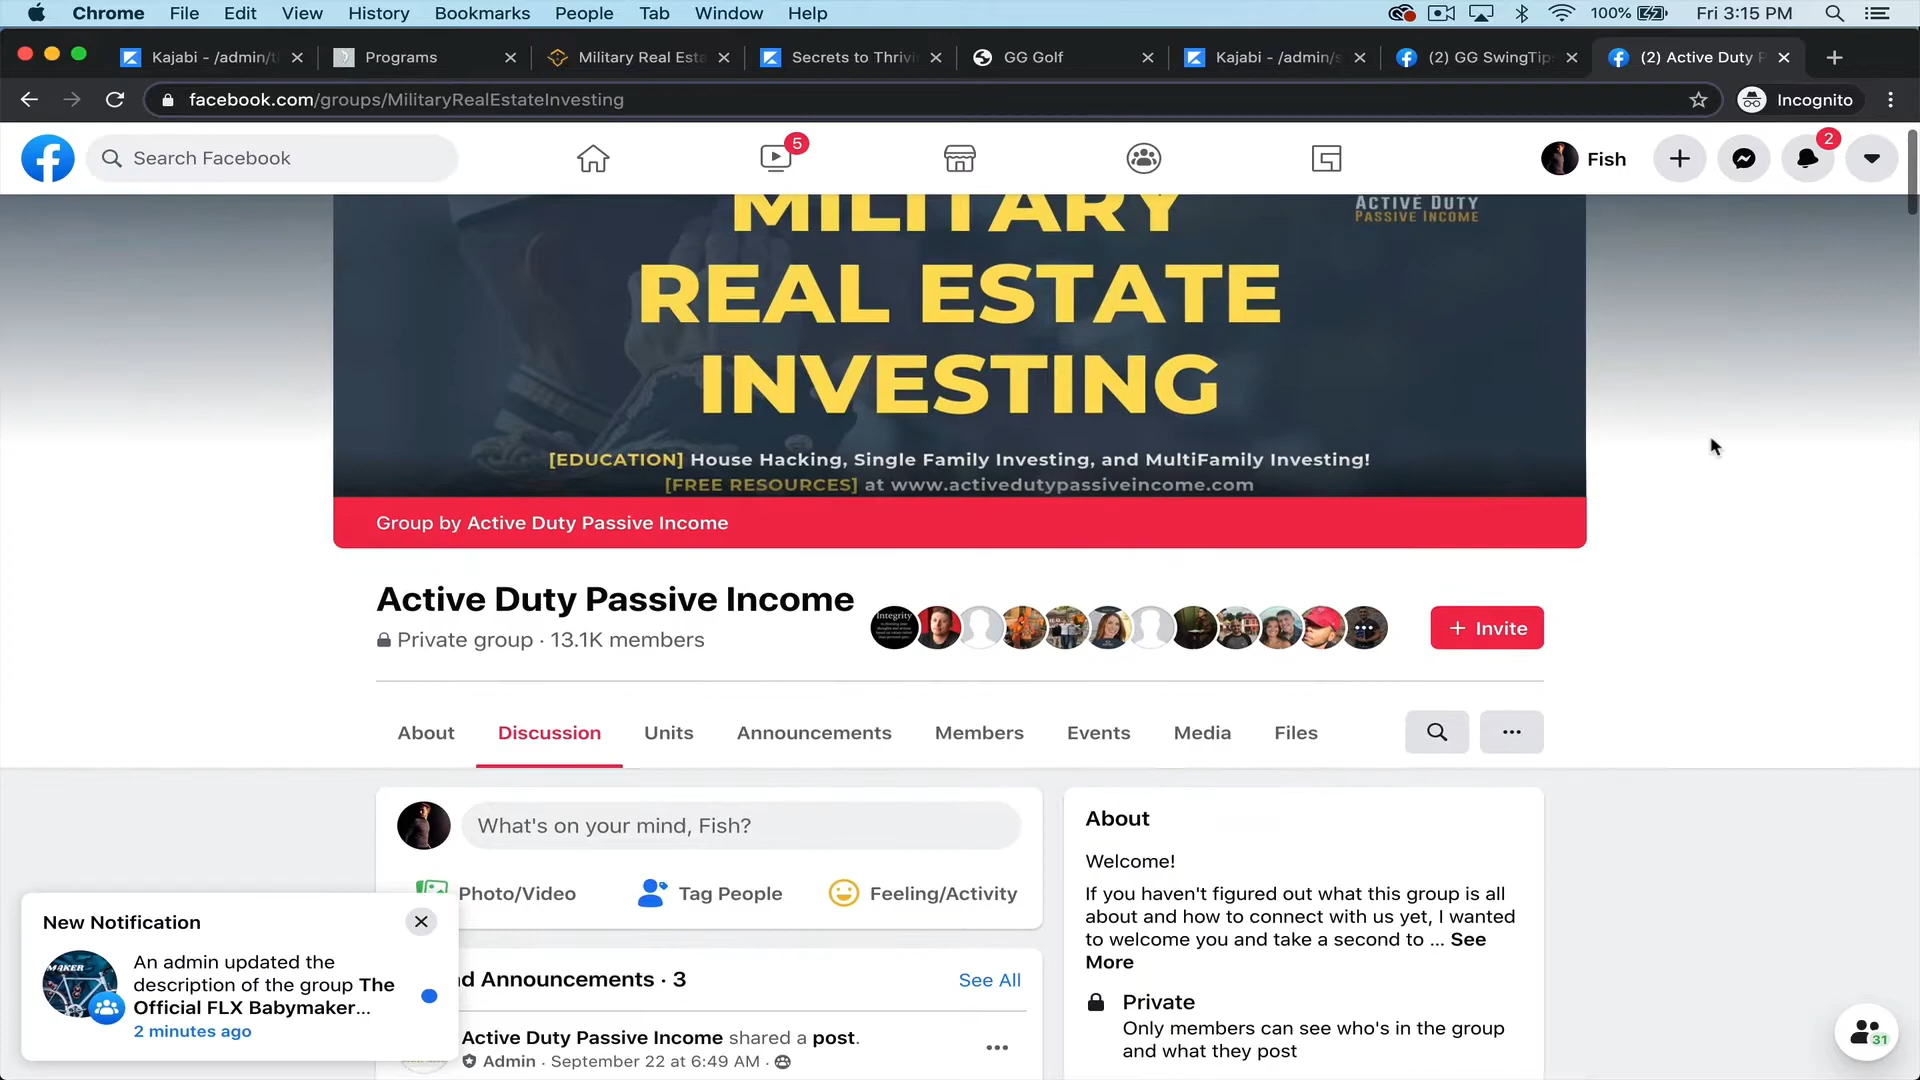 Chrome File Edit View History Bookmarks People Tab Window Help 100% Fri 3:15 PM
Kajabi - /admin/t Programs Military Real Esta Secrets to Thrivi GG Golf Kajabi - /admin/s (2) GG SwingTip (2) Active Duty P
facebook.com/groups/MilitaryRealEstateInvesting Incognito
Search Facebook 5 Fish 2
ACTIVE DUTY
PASSIVE INCOME
MILITARY
REAL ESTATE
INVESTING
[EDUCATION] House Hacking, Single Family Investing, and MultiFamily Investing!
[FREE RESOURCES] at www.activedutypassiveincome.com
Group by Active Duty Passive Income
Active Duty Passive Income
Private group · 13.1K members
Integrity
+ Invite
About Discussion Units Announcements Members Events Media Files
What's on your mind, Fish?
Photo/Video Tag People Feeling/Activity
d Announcements · 3 See All
Active Duty Passive Income shared a post.
Admin · September 22 at 6:49 AM ·
About
Welcome!
If you haven't figured out what this group is all
about and how to connect with us yet, I wanted
to welcome you and take a second to ... See
More
Private
Only members can see who's in the group
and what they post
New Notification
MAKER
An admin updated the
description of the group The
Official FLX Babymaker...
2 minutes ago
31